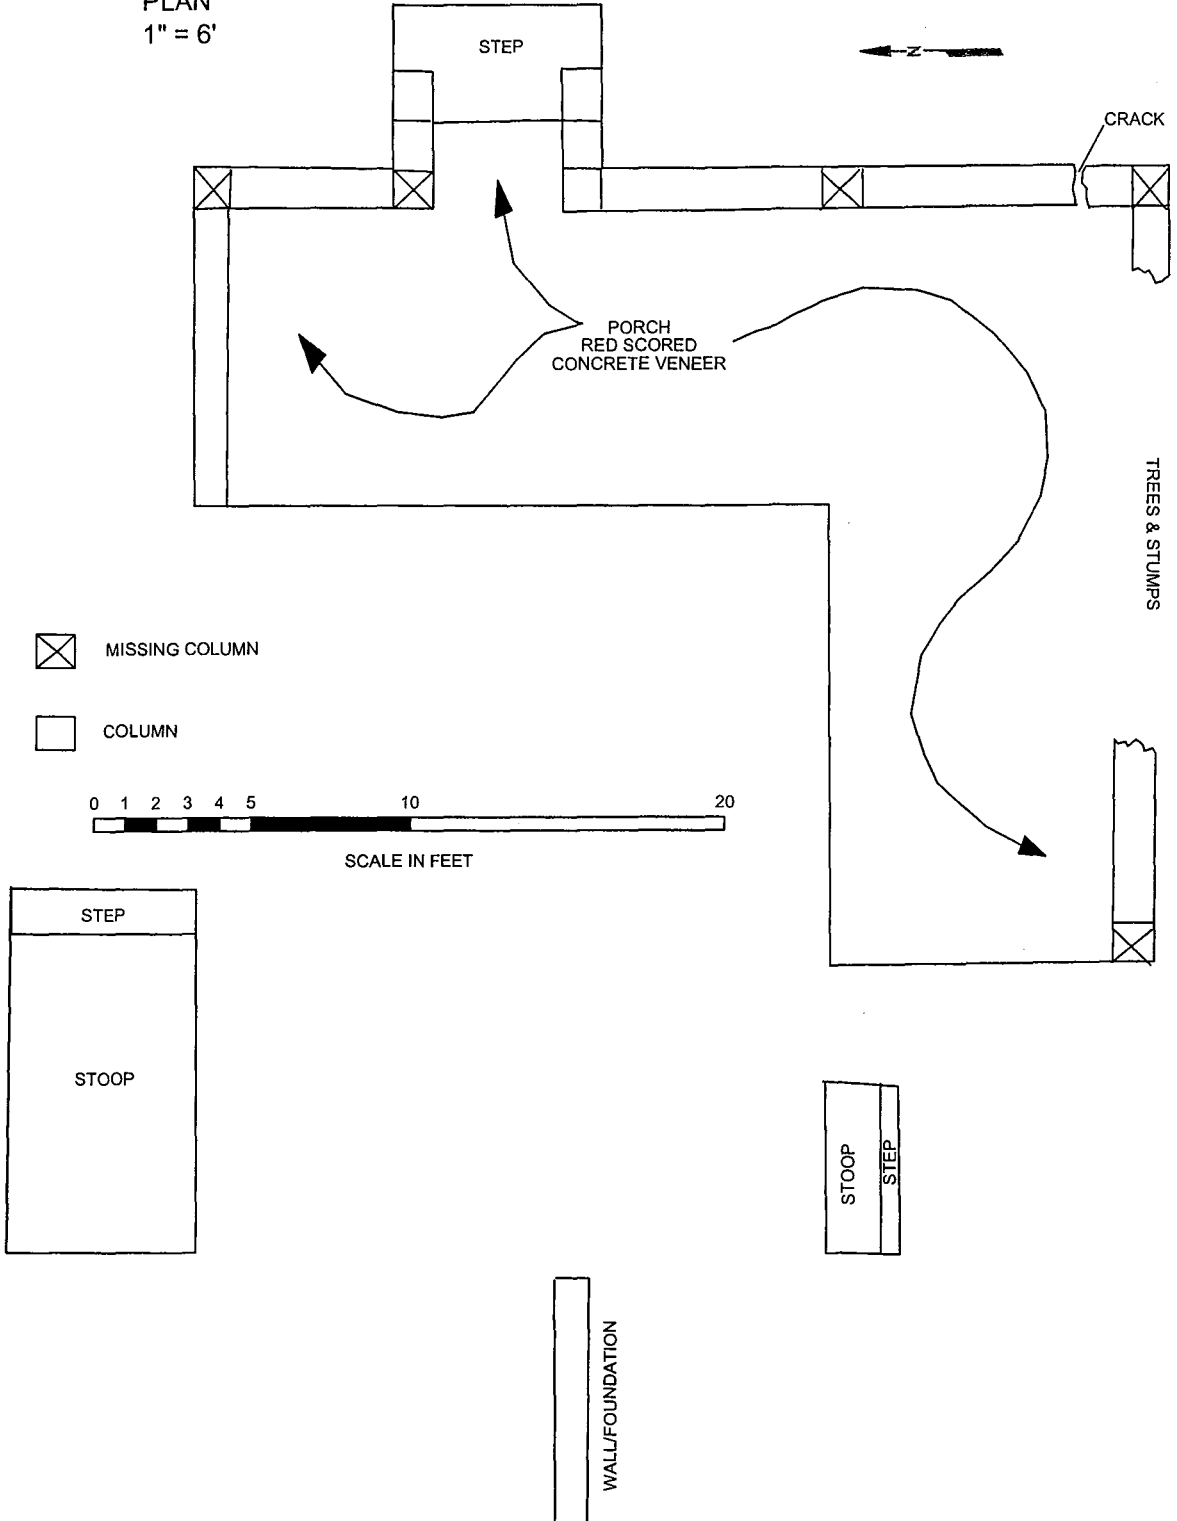 PLAN
1" = 6'
STEP
N
CRACK
PORCH
RED SCORED
CONCRETE VENEER
TREES & STUMPS
MISSING COLUMN
COLUMN
0 1 2 3 4 5 10 20
SCALE IN FEET
STEP
STOOP
STOOP
STEP
WALL/FOUNDATION